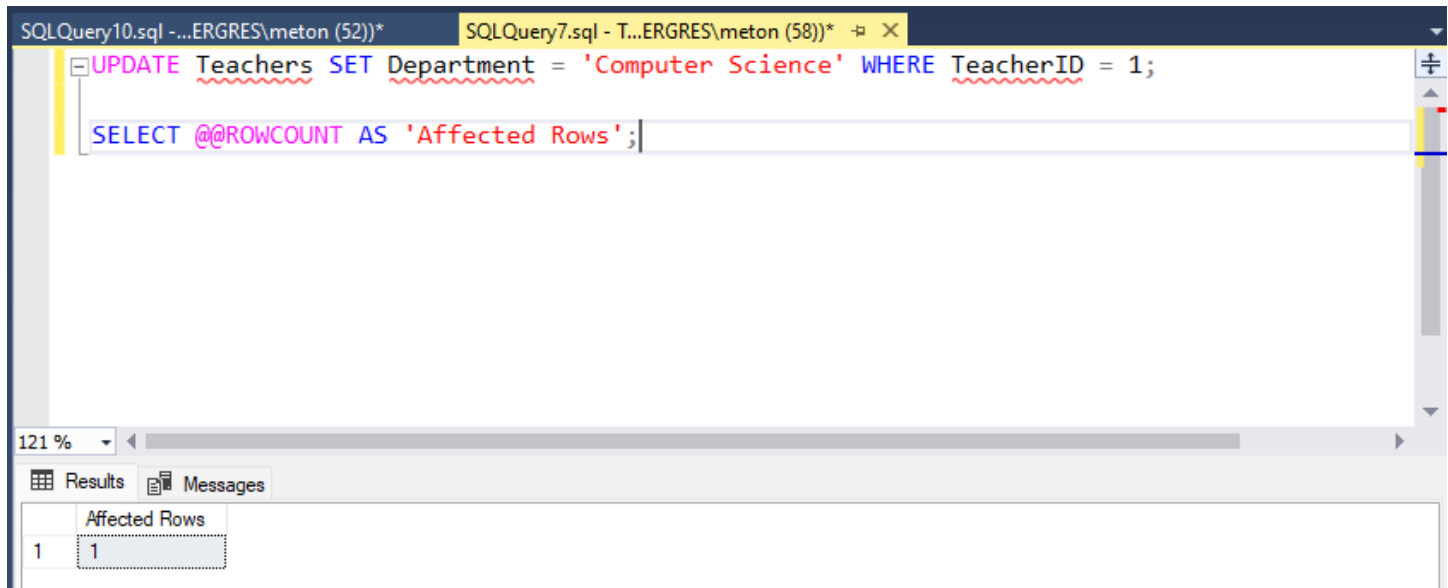 SQLQuery10.sql -...ERGRES\meton (52))* SQLQuery7.sql - T...ERGRES\meton (58))*
UPDATE Teachers SET Department = 'Computer Science' WHERE TeacherID = 1;
SELECT @@ROWCOUNT AS 'Affected Rows';
121 %
Results Messages
Affected Rows
1 1